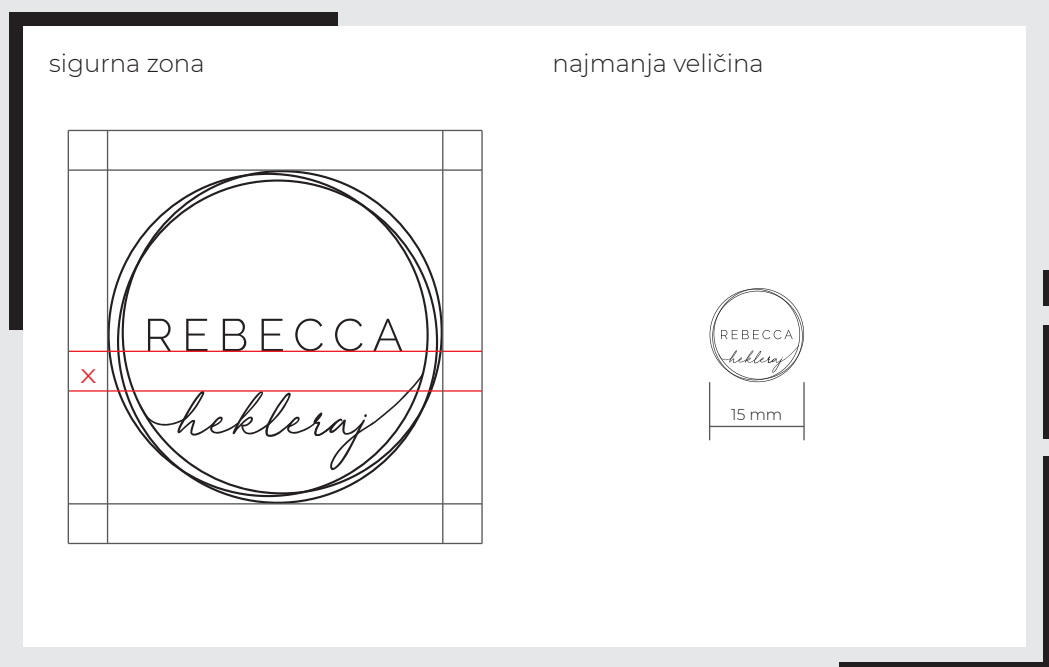 sigurna zona
najmanja veličina
REBECCA
x
hekleraj
REBECCA
hekleraj
15 mm